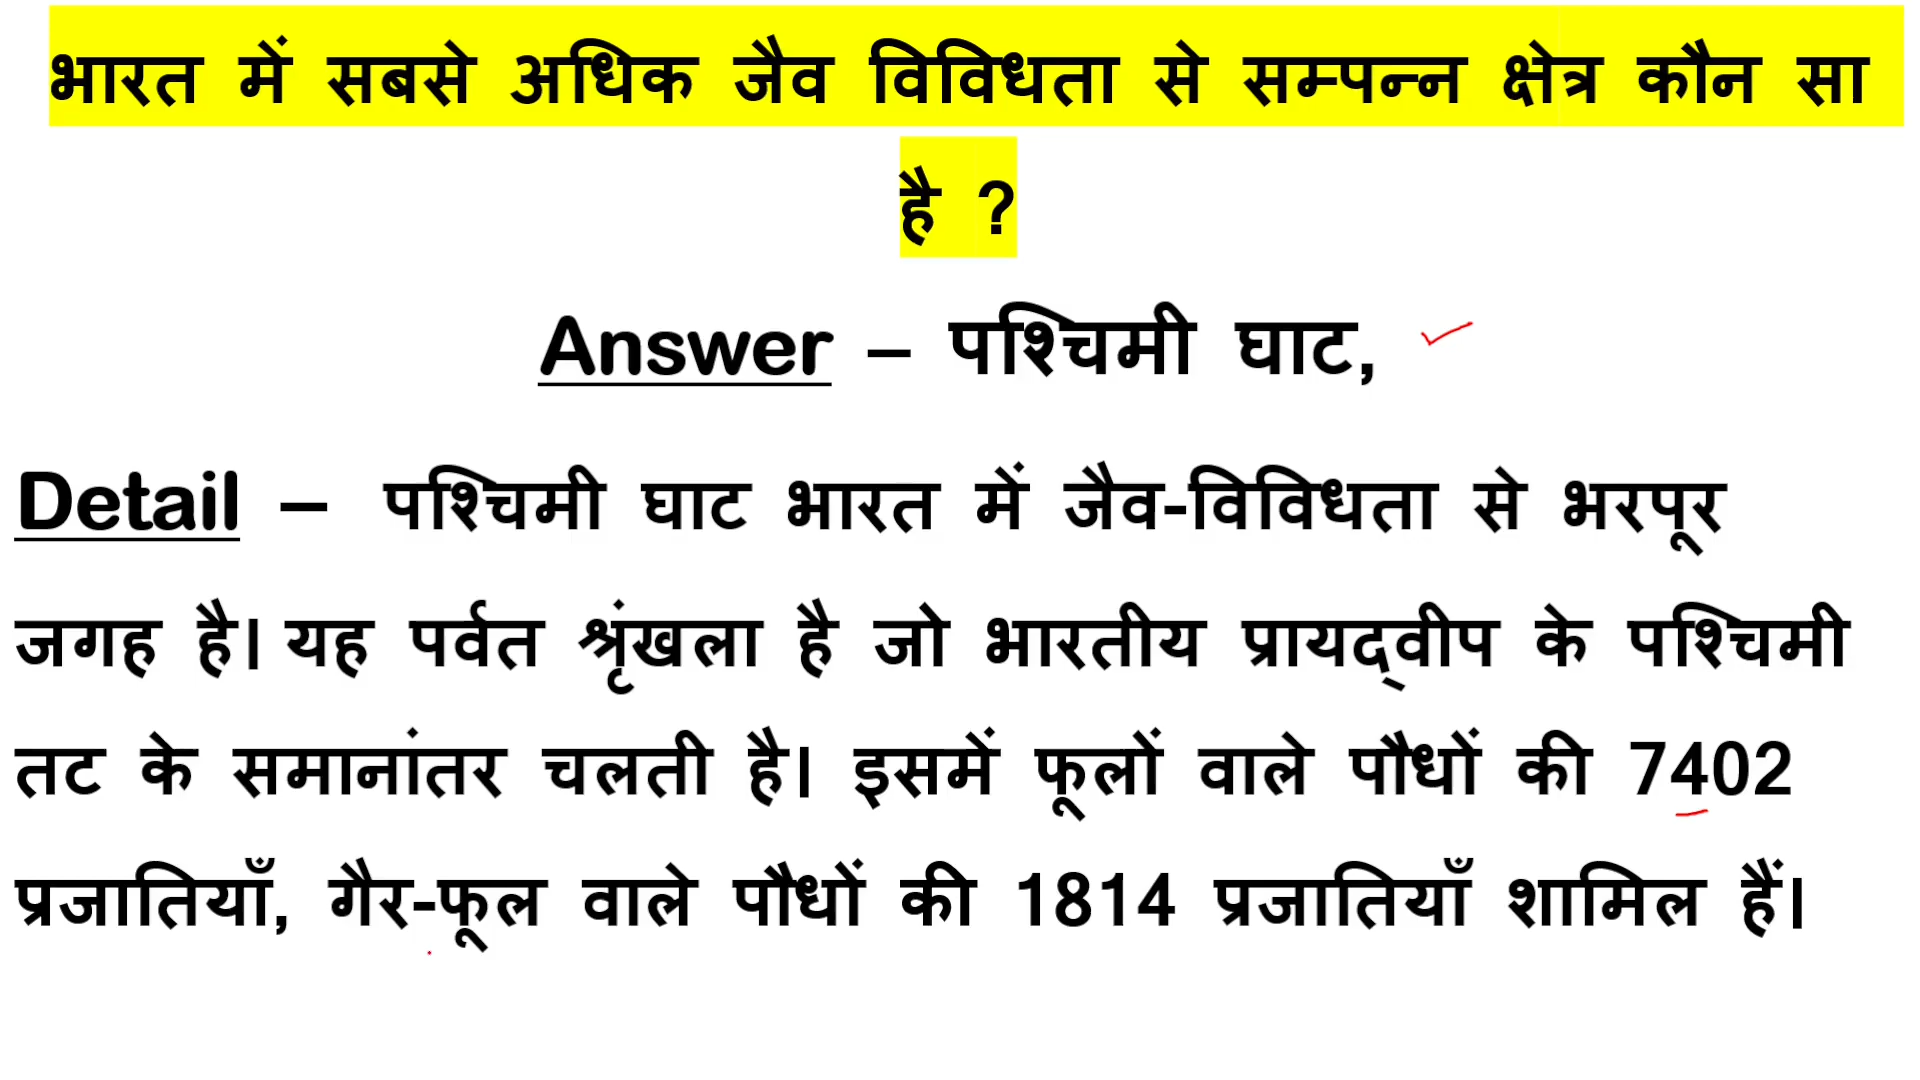 भारत में सबसे अधिक जैव विविधता से सम्पन्न क्षेत्र कौन सा
है ?
Answer – पश्चिमी घाट,
Detail – पश्चिमी घाट भारत में जैव-विविधता से भरपूर
जगह है। यह पर्वत श्रृंखला है जो भारतीय प्रायद्वीप के पश्चिमी
तट के समानांतर चलती है। इसमें फूलों वाले पौधों की 7402
प्रजातियाँ, गैर-फूल वाले पौधों की 1814 प्रजातियाँ शामिल हैं।